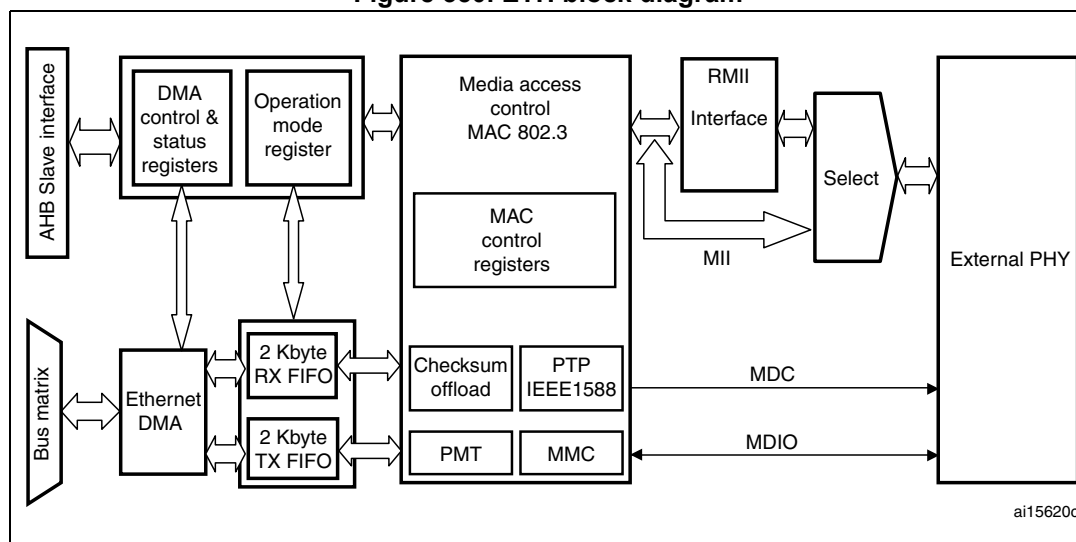 Figure ETH block diagram
AHB Slave interface
DMA
control &
status
registers
Operation
mode
register
Media access
control
MAC 802.3
RMII
Interface
Select
External PHY
MAC
control
registers
MII
Bus matrix
Ethernet
DMA
2 Kbyte
RX FIFO
2 Kbyte
TX FIFO
Checksum
offload
PTP
IEEE1588
PMT
MMC
MDC
MDIO
ai15620c